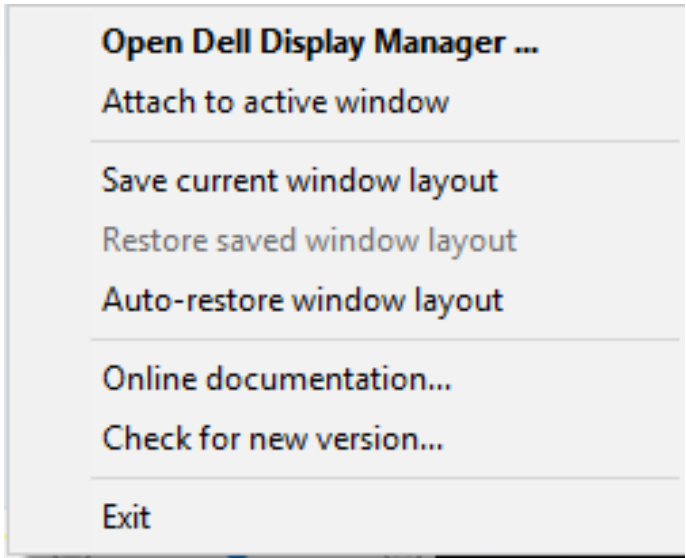 Open Dell Display Manager ...
Attach to active window
Save current window layout
Restore saved window layout
Auto-restore window layout
Online documentation...
Check for new version...
Exit